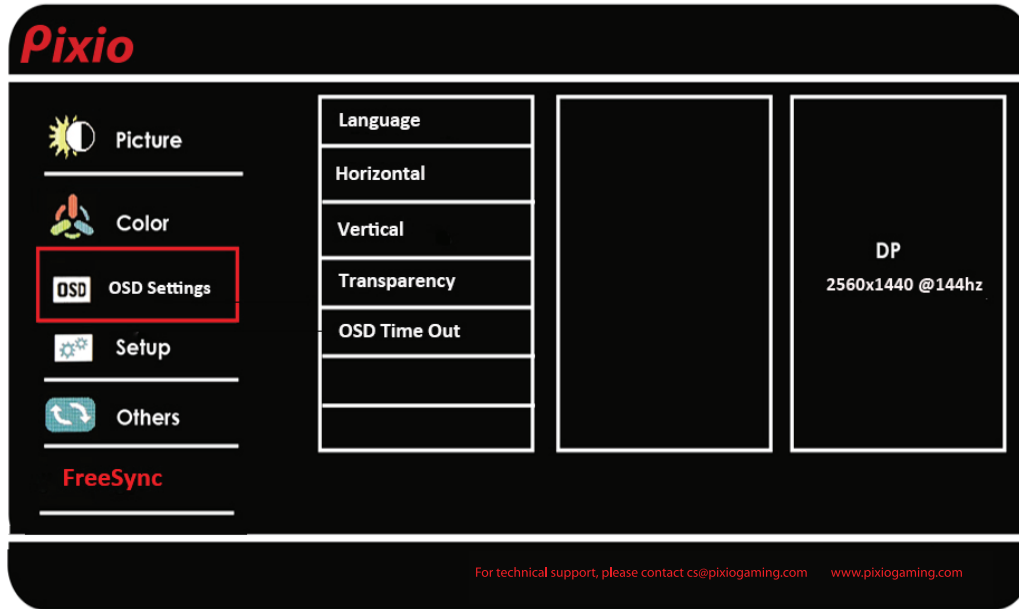 Pixio
Picture
Color
OSD OSD Settings
Setup
Others
FreeSync
Language
Horizontal
Vertical
Transparency
OSD Time Out
DP
2560x1440 @144hz
For technical support, please contact cs@pixiogaming.com www.pixiogaming.com